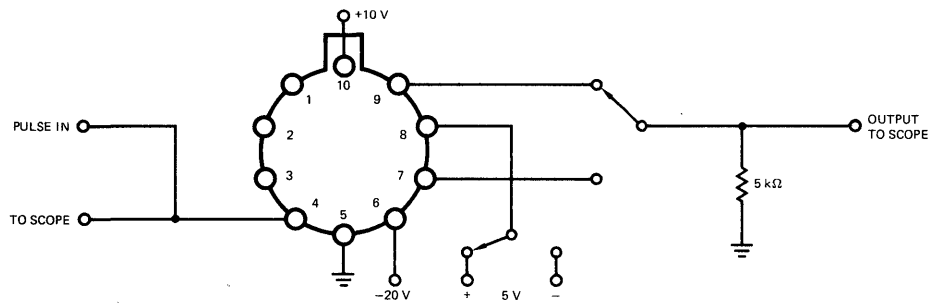 +10 V
1
10
9
PULSE IN
2
8
OUTPUT
TO SCOPE
3
7
5 kΩ
TO SCOPE
4
5
6
−20 V
+
5 V
−